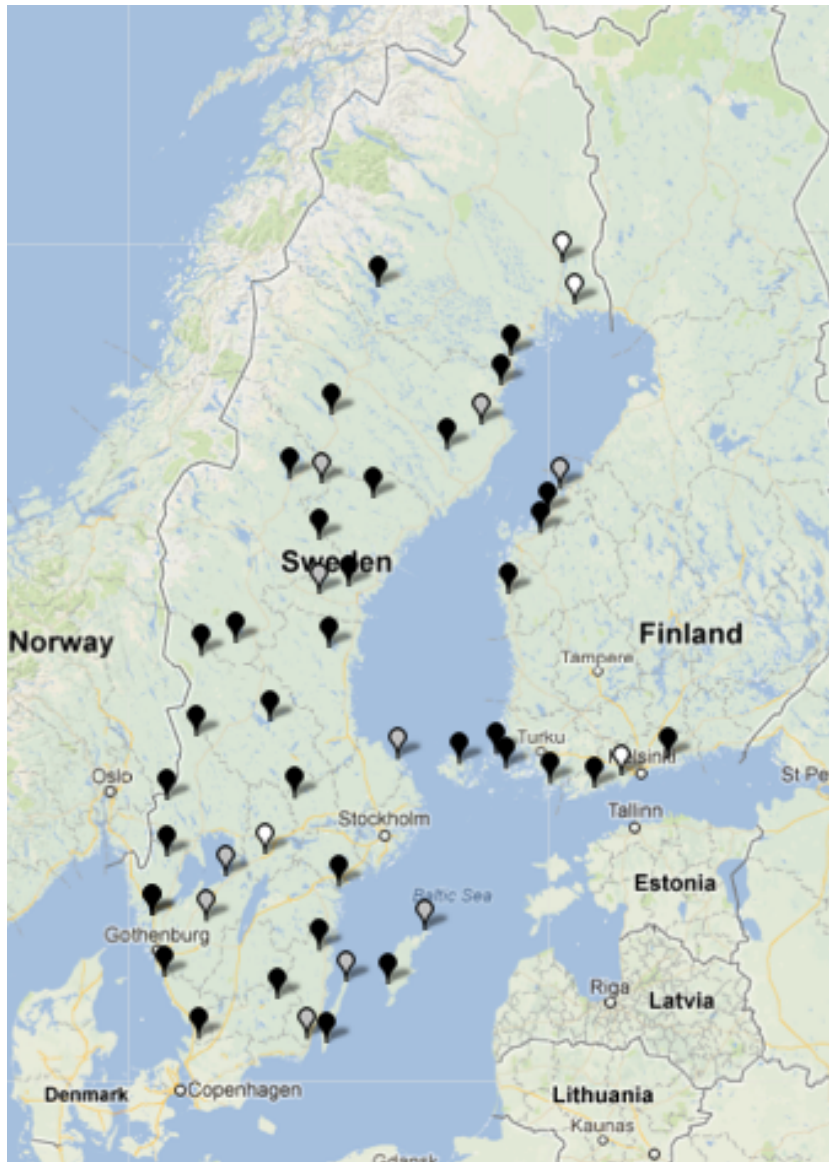 Sweden
Norway
Finland
Tampere
Turku
Helsinki
Oslo
St Pe
Stockholm
Tallinn
Baltic Sea
Estonia
Gothenburg
Riga
Latvia
Denmark
Copenhagen
Lithuania
Kaunas
Gdansk